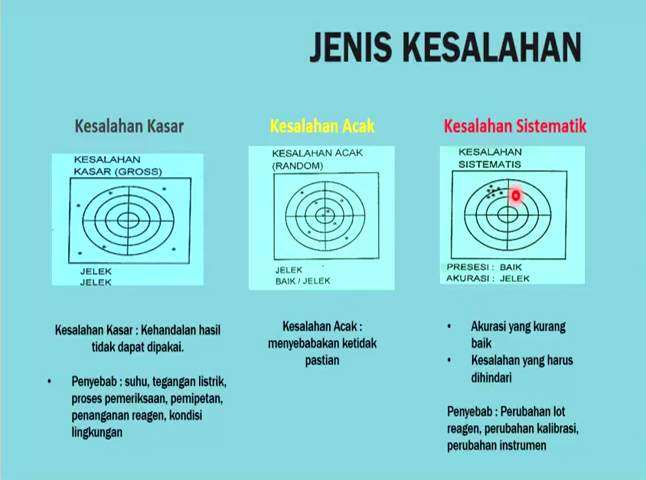 JENIS KESALAHAN
Kesalahan Kasar
KESALAHAN
KASAR (GROSS)
JELEK
JELEK
Kesalahan Kasar : Kehandalan hasil
tidak dapat dipakai.
• Penyebab : suhu, tegangan listrik,
proses pemeriksaan, pemipetan,
penanganan reagen, kondisi
lingkungan
Kesalahan Acak
KESALAHAN ACAK
(RANDOM)
JELEK
BAIK / JELEK
Kesalahan Acak :
menyebabakan ketidak
pastian
Kesalahan Sistematik
KESALAHAN
SISTEMATIS
PRESESI : BAIK
AKURASI : JELEK
• Akurasi yang kurang
baik
• Kesalahan yang harus
dihindari
Penyebab : Perubahan lot
reagen, perubahan kalibrasi,
perubahan instrumen